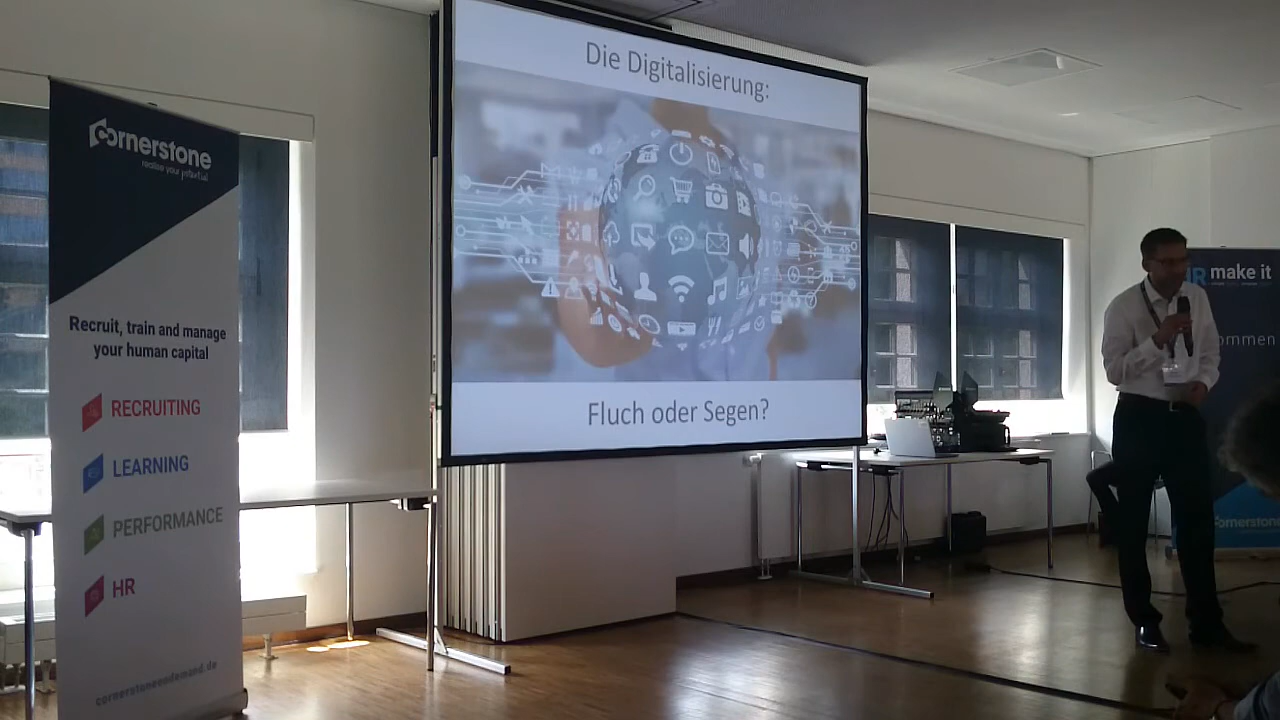 cornerstone
realize your potential
Recruit, train and manage
your human capital
RECRUITING
LEARNING
PERFORMANCE
HR
cornerstoneondemand.de
Die Digitalisierung:
Fluch oder Segen?
HR make it
ommen
cornerstone